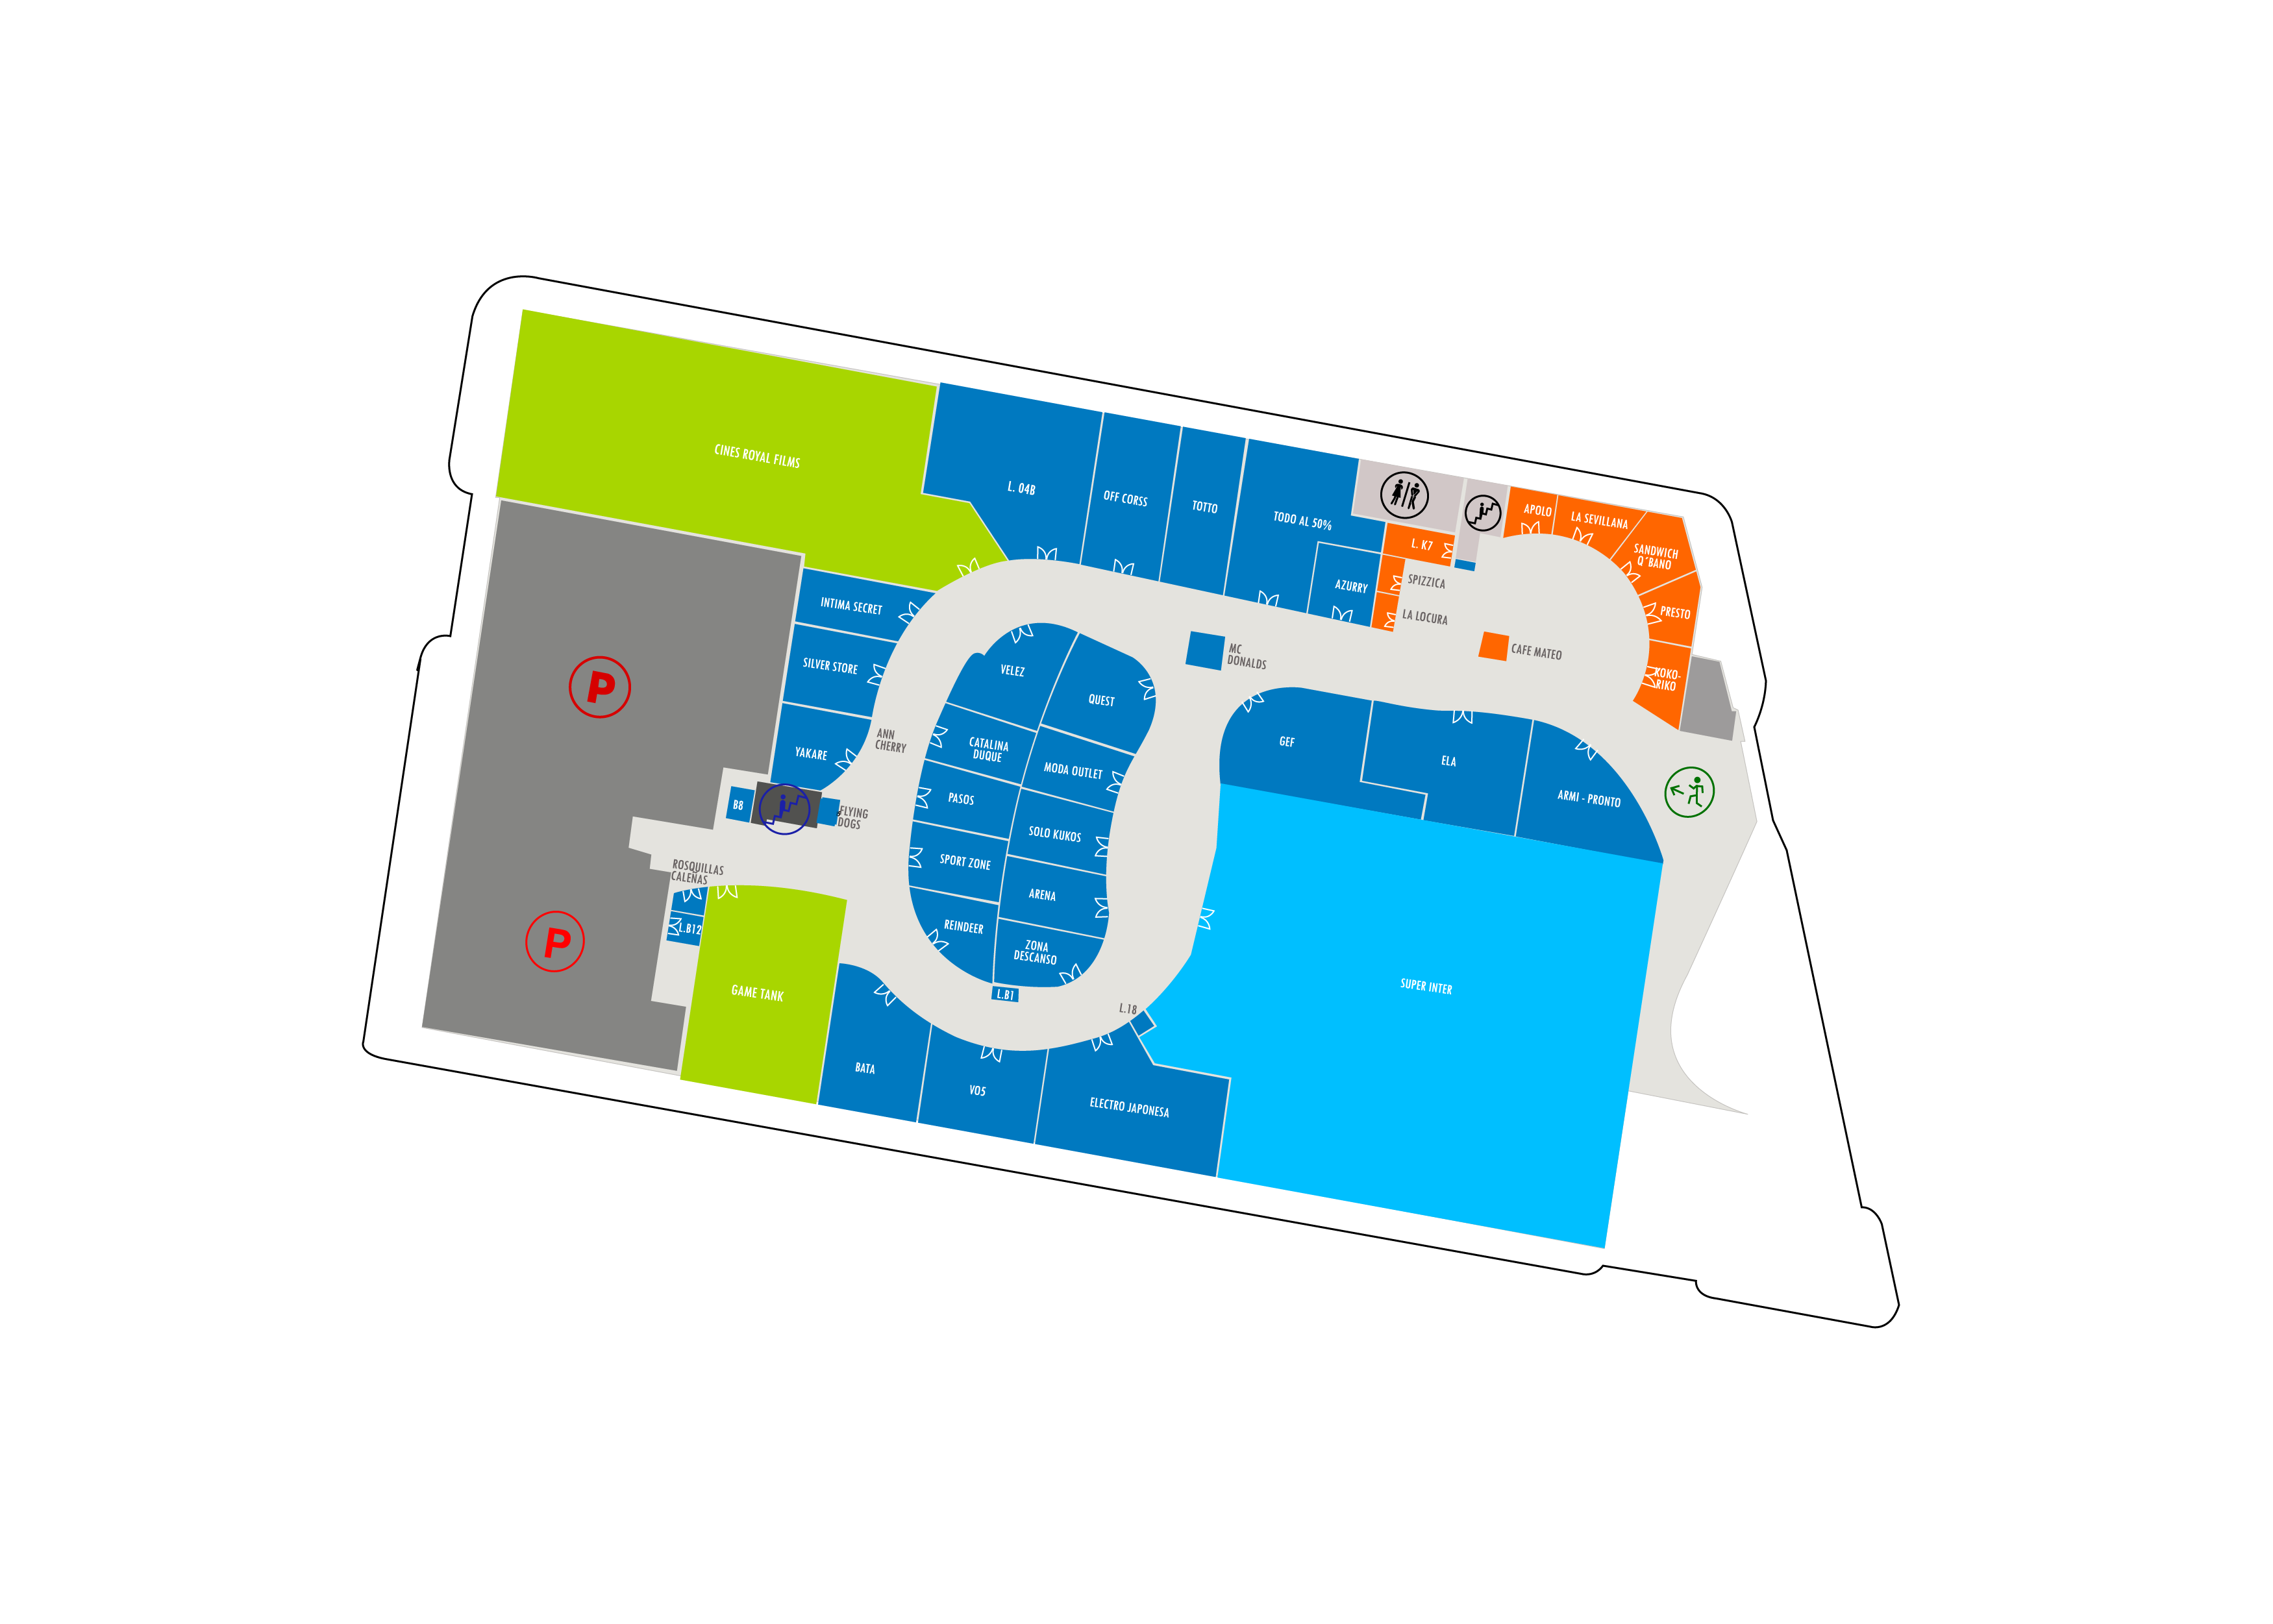 CINES ROYAL FILMS
L. 04B
OFF CORSS
TOTTO
TODO AL 50%
APOLO
LA SEVILLANA
SANDWICH
Q´BANO
L. K7
SPIZZICA
AZURRY
LA LOCURA
PRESTO
INTIMA SECRET
SILVER STORE
YAKARE
VELEZ
QUEST
MC
DONALDS
CAFE MATEO
KOKO-
RIKO
P
ANN
CHERRY
CATALINA
DUQUE
MODA OUTLET
GEF
ELA
ARMI - PRONTO
B8
FLYING
DOGS
PASOS
SOLO KUKOS
SPORT ZONE
ROSQUILLAS
CALEÑAS
ARENA
REINDEER
L.B12
P
ZONA
DESCANSO
GAME TANK
L.B1
L.18
SUPER INTER
BATA
VO5
ELECTRO JAPONESA